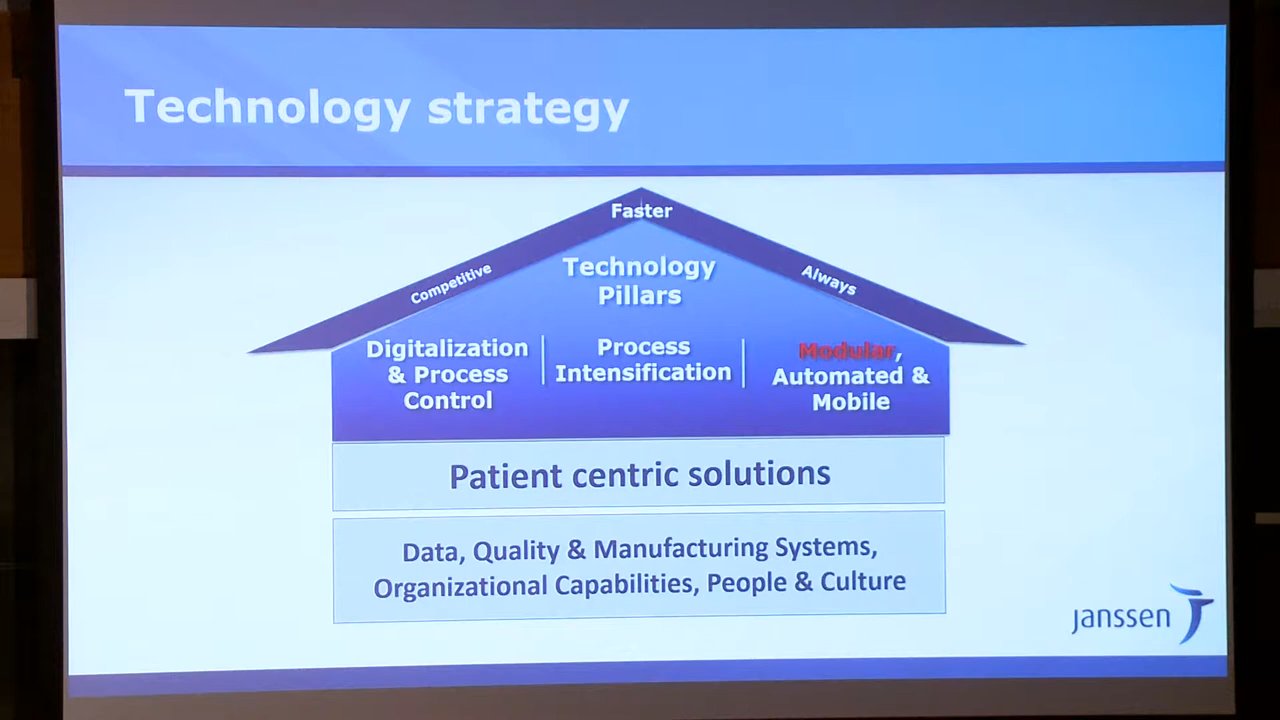 Technology strategy
Faster
Competitive
Always
Technology
Pillars
Digitalization
& Process
Control
Process
Intensification
Modular,
Automated &
Mobile
Patient centric solutions
Data, Quality & Manufacturing Systems,
Organizational Capabilities, People & Culture
janssen